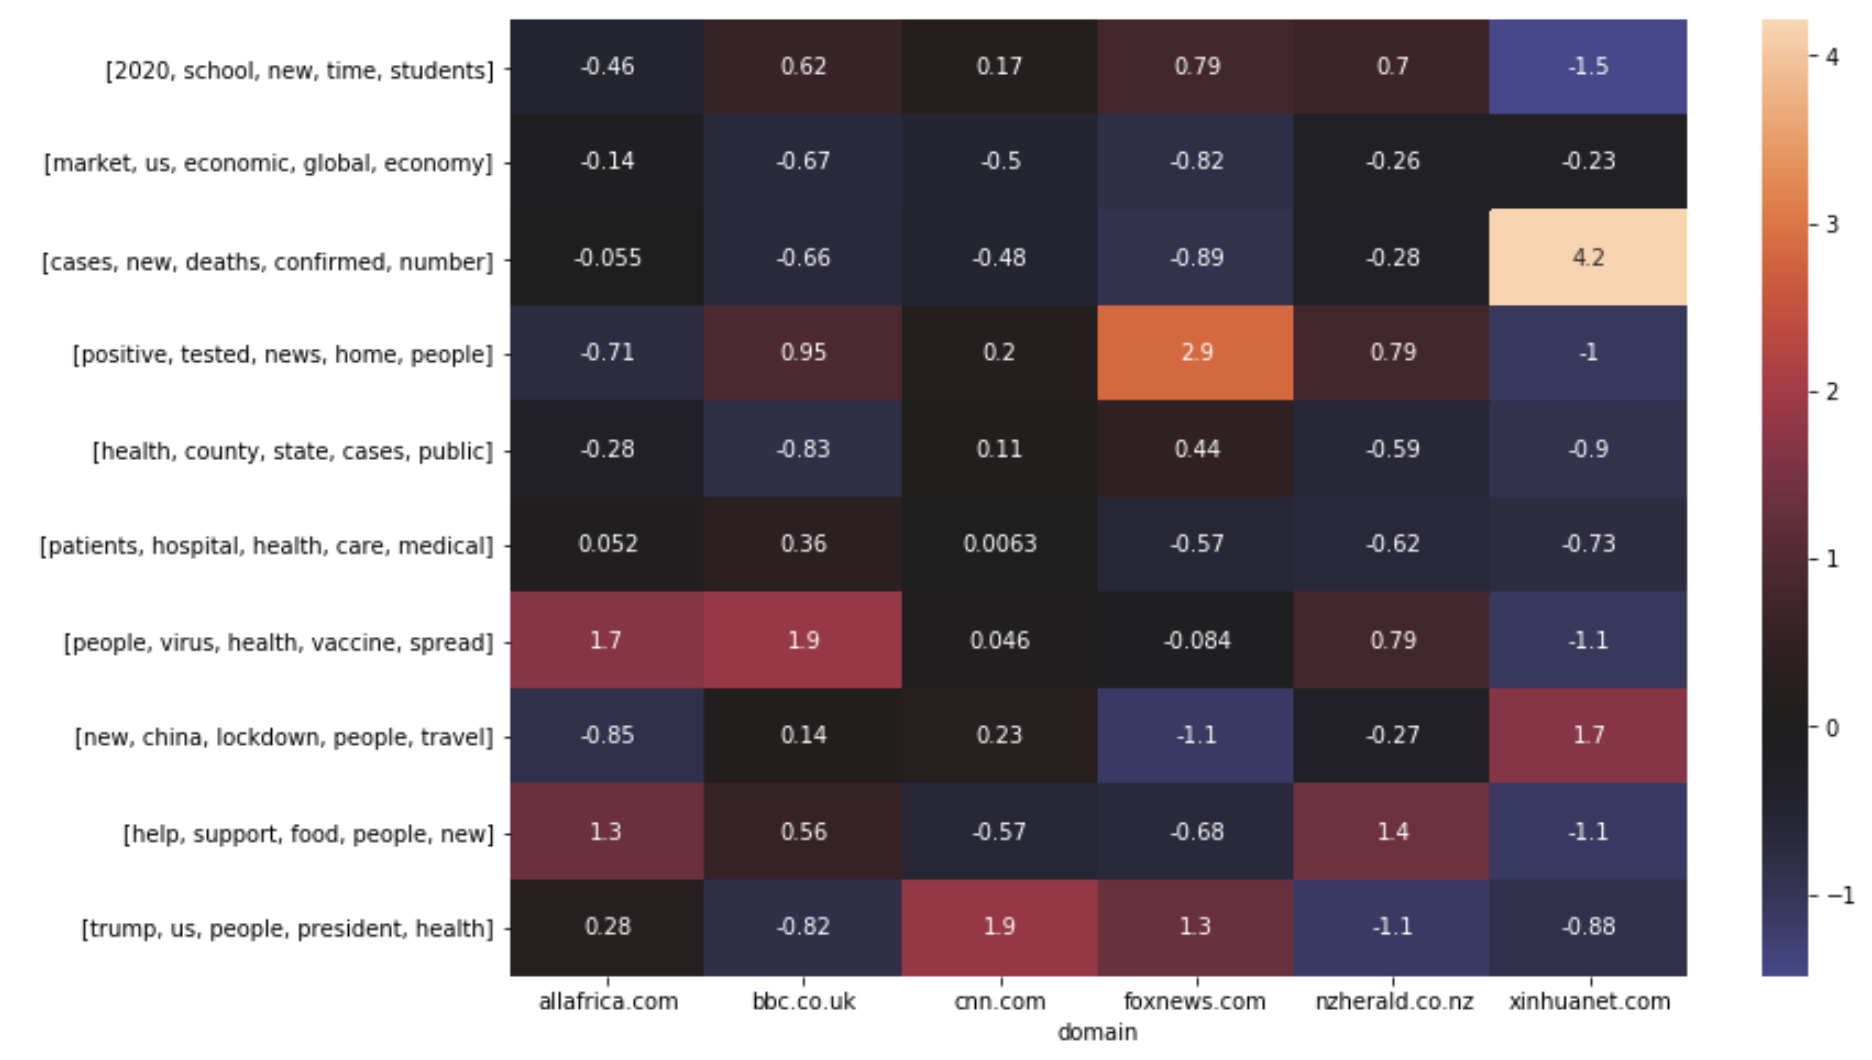 [2020, school, new, time, students] -0.46 0.62 0.17 0.79 0.7 -1.5
[market, us, economic, global, economy] -0.14 -0.67 -0.5 -0.82 -0.26 -0.23
[cases, new, deaths, confirmed, number] -0.055 -0.66 -0.48 -0.89 -0.28 4.2
[positive, tested, news, home, people] -0.71 0.95 0.2 2.9 0.79 -1
[health, county, state, cases, public] -0.28 -0.83 0.11 0.44 -0.59 -0.9
[patients, hospital, health, care, medical] 0.052 0.36 0.0063 -0.57 -0.62 -0.73
[people, virus, health, vaccine, spread] 1.7 1.9 0.046 -0.084 0.79 -1.1
[new, china, lockdown, people, travel] -0.85 0.14 0.23 -1.1 -0.27 1.7
[help, support, food, people, new] 1.3 0.56 -0.57 -0.68 1.4 -1.1
[trump, us, people, president, health] 0.28 -0.82 1.9 1.3 -1.1 -0.88
allafrica.com bbc.co.uk cnn.com foxnews.com nzherald.co.nz xinhuanet.com
domain
4
3
2
1
0
−1